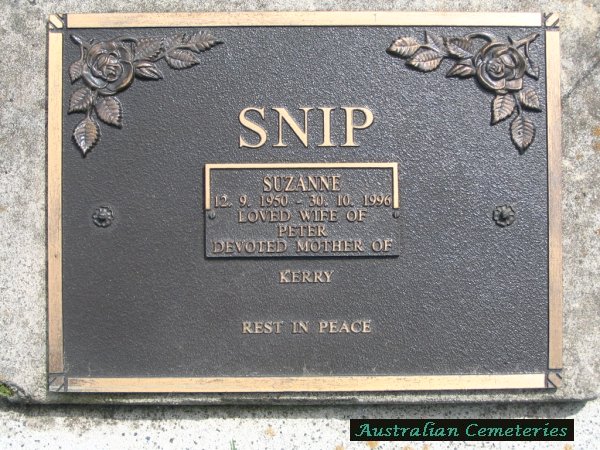 SNIP
SUZANNE
12. 9. 1950 - 30. 10. 1996
LOVED WIFE OF
PETER
DEVOTED MOTHER OF
KERRY
REST IN PEACE
Australian Cemeteries